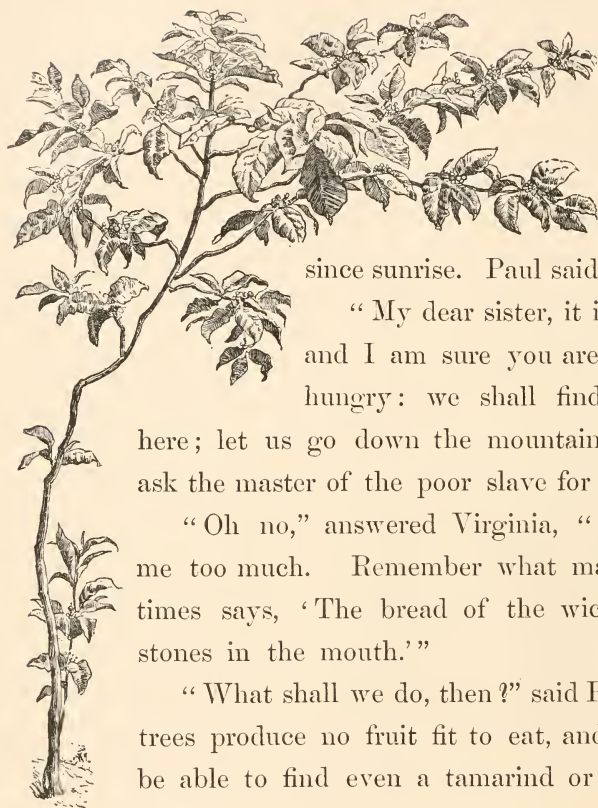 since sunrise. Paul said
“ My dear sister, it i
and I am sure you are
hungry: we shall find
here; let us go down the mountain
ask the master of the poor slave for
“ Oh no,” answered Virginia, “
me too much. Remember what ma
times says, ‘ The bread of the wic
stones in the mouth.’ ”
“ What shall we do, then ?” said P
trees produce no fruit fit to eat, and
be able to find even a tamarind or